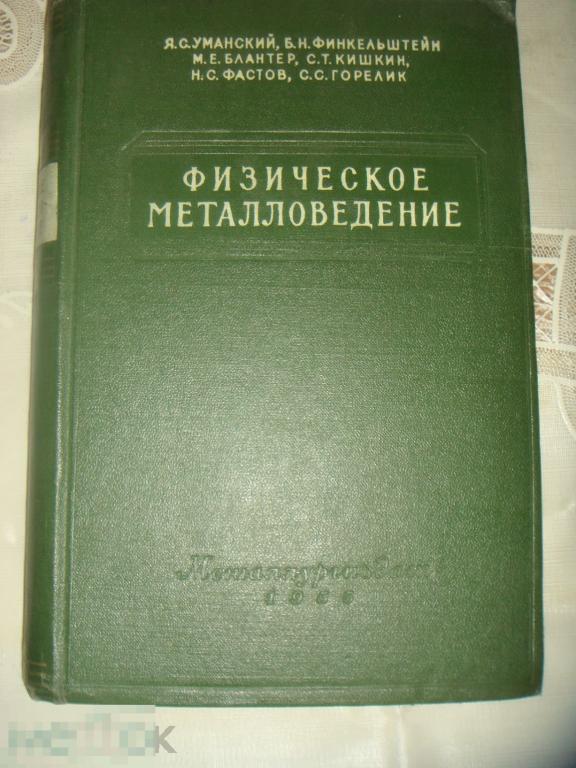 Я.С.УМАНСКИЙ, Б.Н.ФИНКЕЛЬШТЕЙН
М.Е.БЛАНТЕР, С.Т.КИШКИН,
Н.С.ФАСТОВ, С.С.ГОРЕЛИК
ФИЗИЧЕСКОЕ
МЕТАЛЛОВЕДЕНИЕ
Металлургиздат